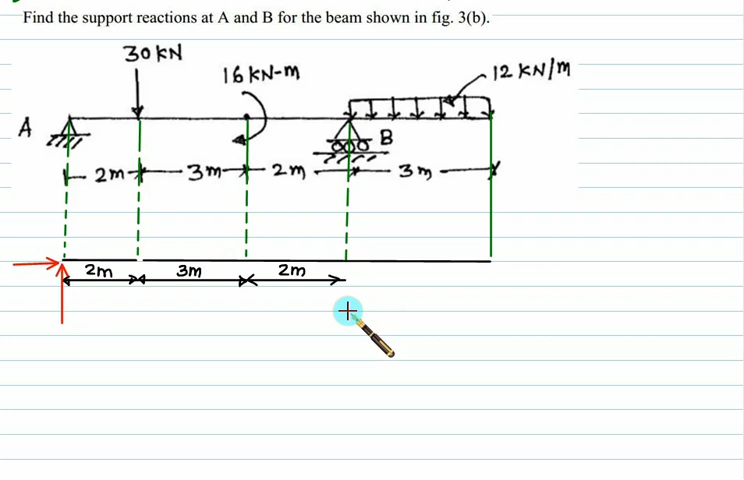 Find the support reactions at A and B for the beam shown in fig. 3(b).
30 KN
16 KN-m
12 KN/m
A
B
2m
3m
2m
3m
2m
3m
2m